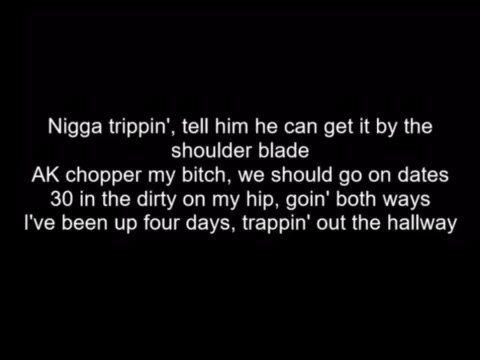 Nigga trippin', tell him he can get it by the
shoulder blade
AK chopper my bitch, we should go on dates
30 in the dirty on my hip, goin' both ways
I've been up four days, trappin' out the hallway